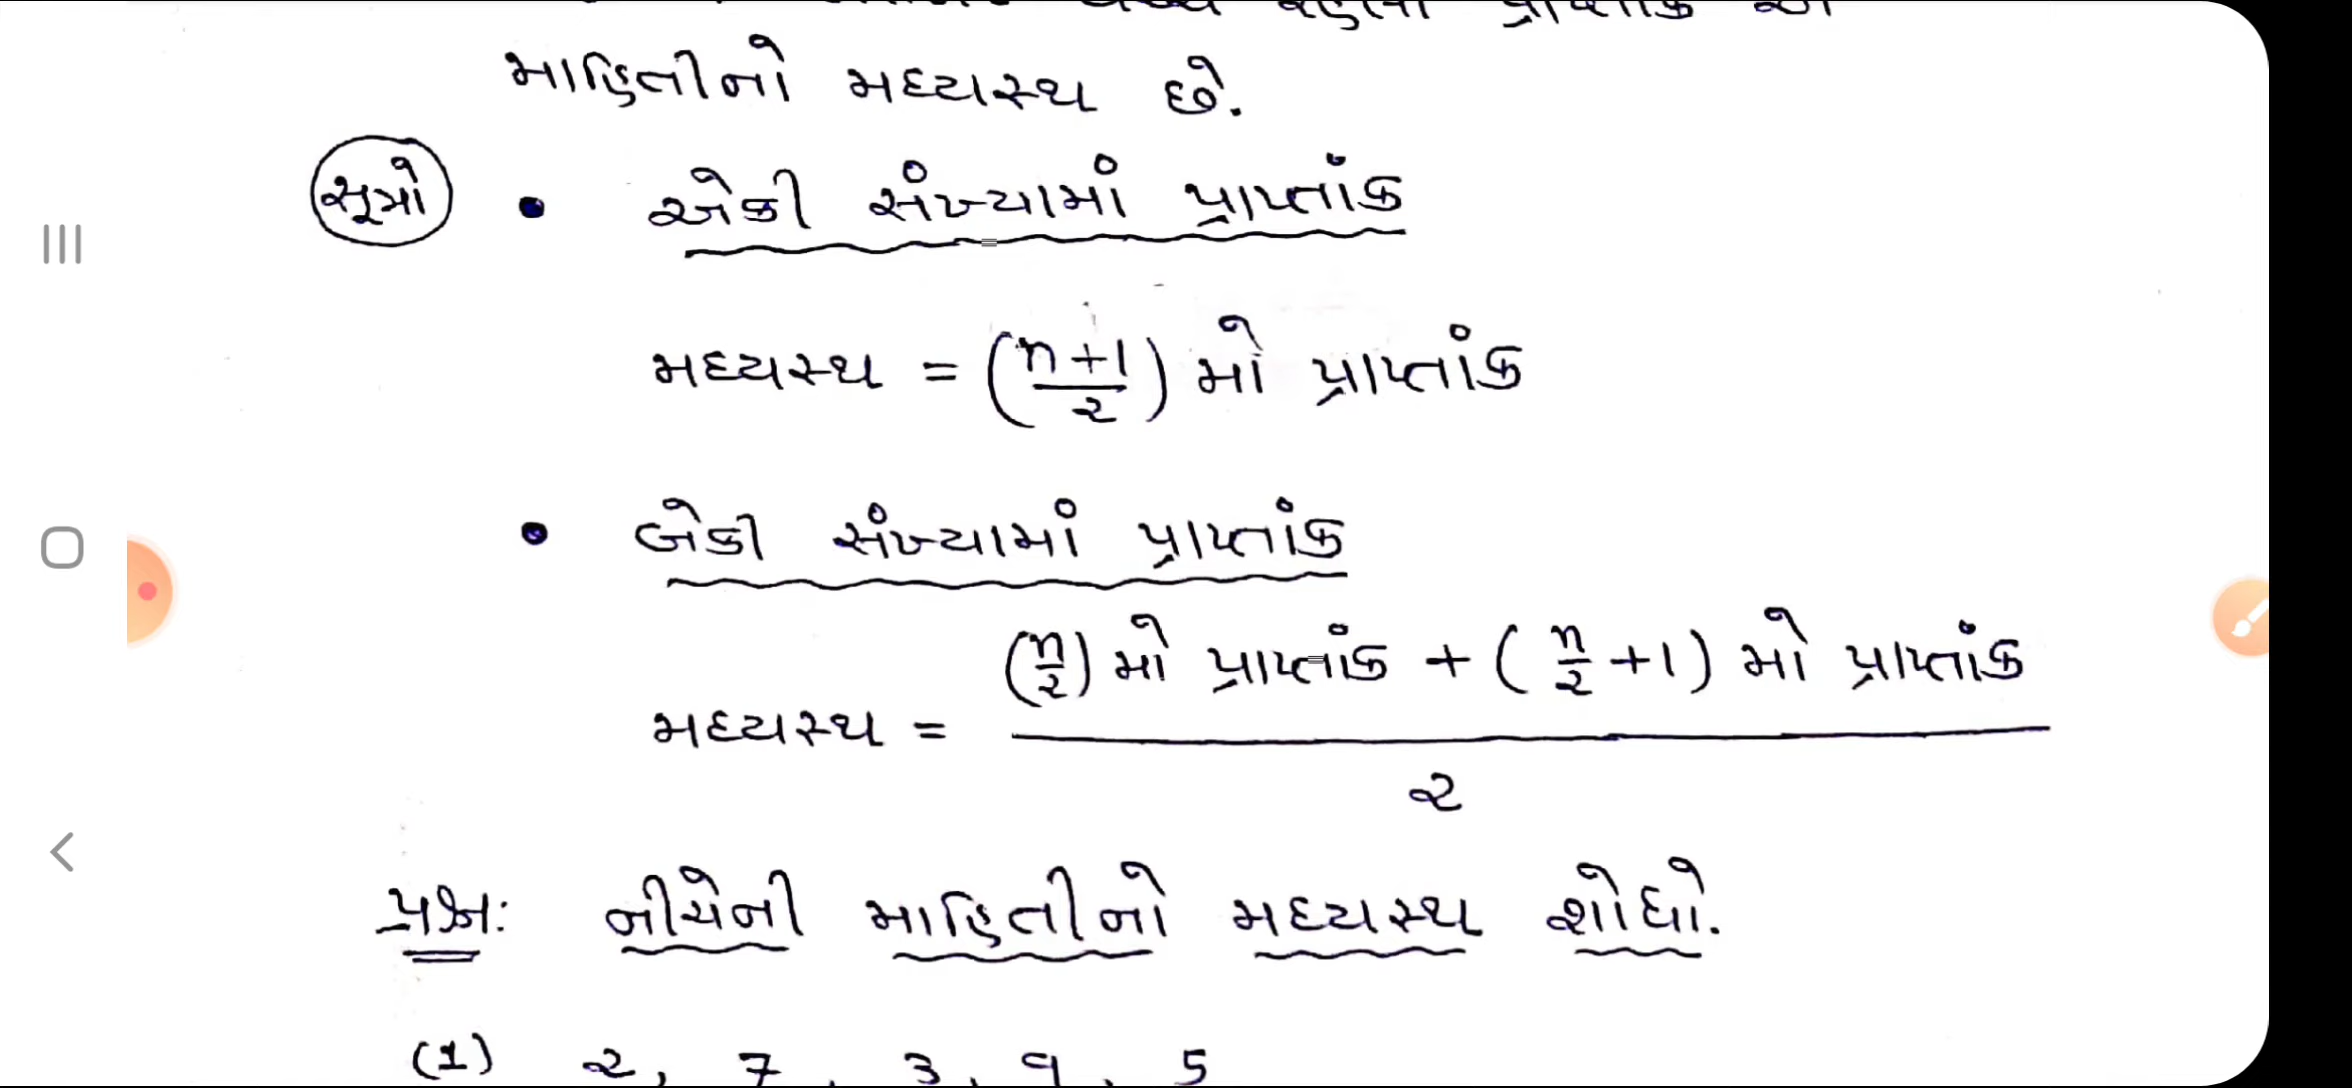 માહિતીનો મધ્યસ્થ છે.
સૂત્રો • એકી સંખ્યામાં પ્રાપ્તાંક
મધ્યસ્થ = (n+1/2) મો પ્રાપ્તાંક
• બેકી સંખ્યામાં પ્રાપ્તાંક
(n/2) મો પ્રાપ્તાંક + (n/2 +1) મો પ્રાપ્તાંક
મધ્યસ્થ =
2
પ્રશ્ન: નીચેની માહિતીનો મધ્યસ્થ શોધો.
(1) 2, 7, 3, 9, 5